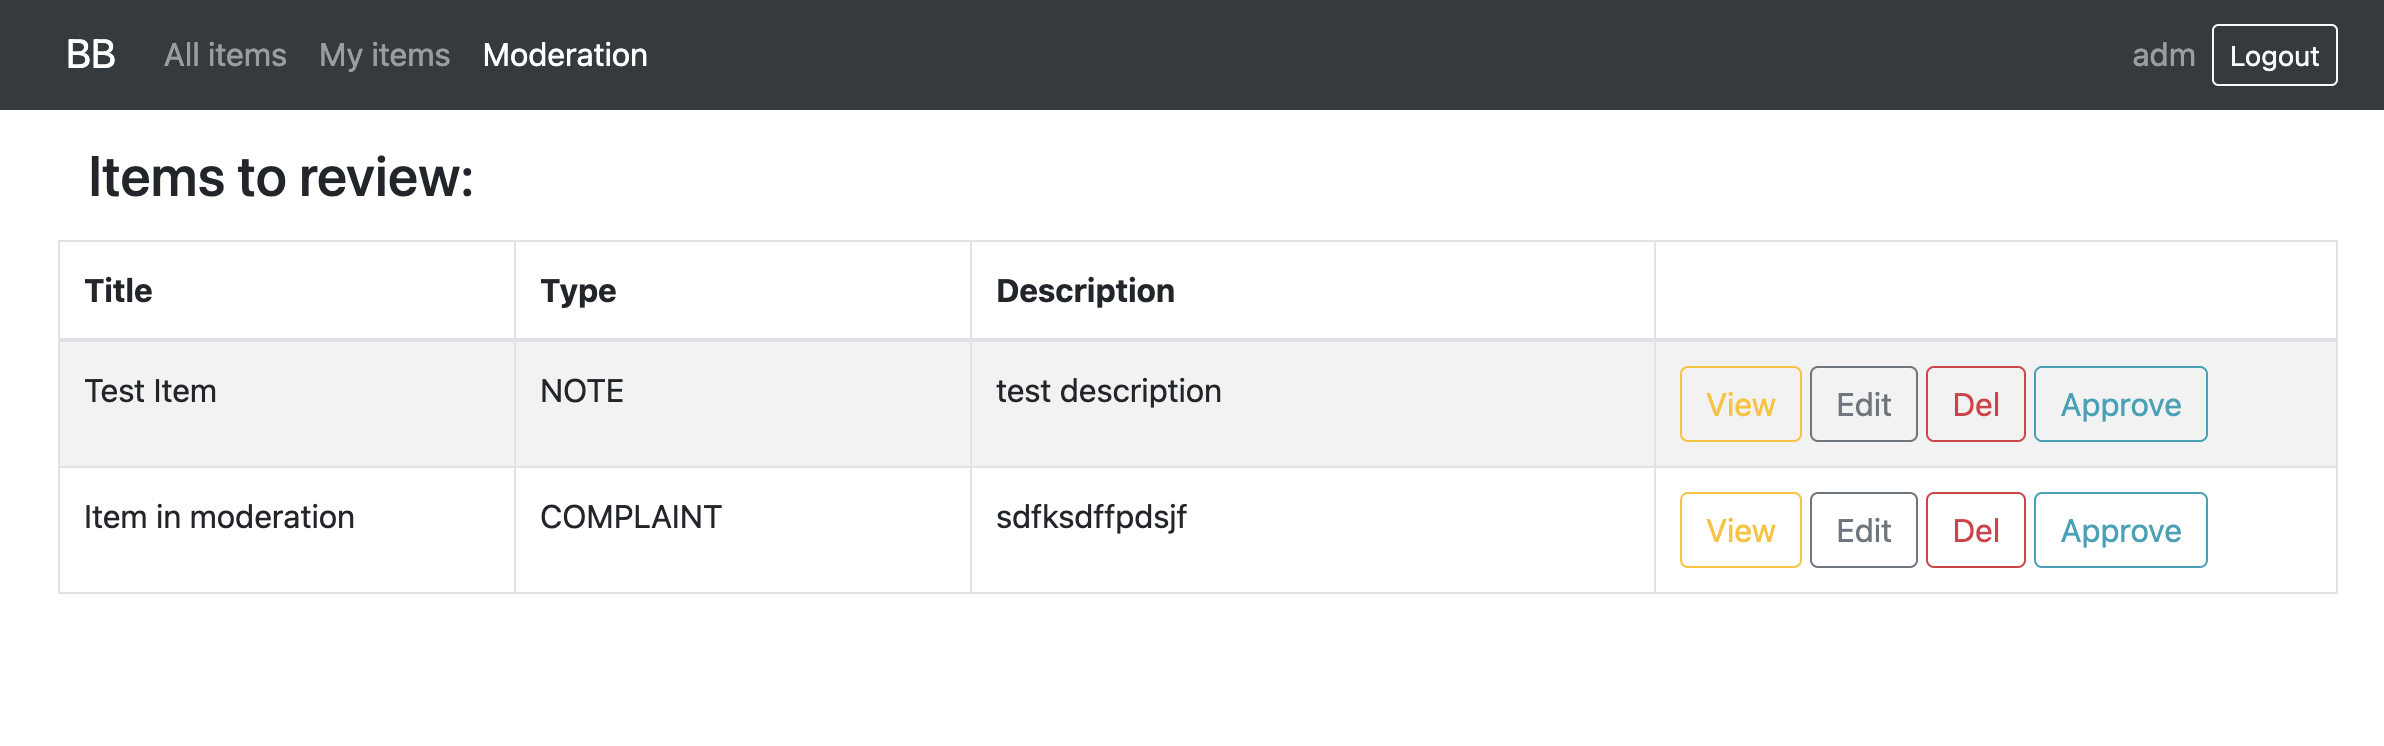 BB All items My items Moderation adm Logout
Items to review:
Title Type Description
Test Item NOTE test description View Edit Del Approve
Item in moderation COMPLAINT sdfksdffpdsjf View Edit Del Approve